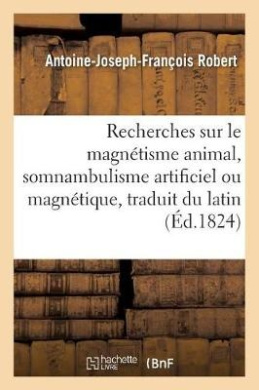 Antoine-Joseph-François Robert
Recherches sur le magnétisme animal,
somnambulisme artificiel ou
magnétique, traduit du latin
(Éd.1824)
hachette
LIVRE
{BnF